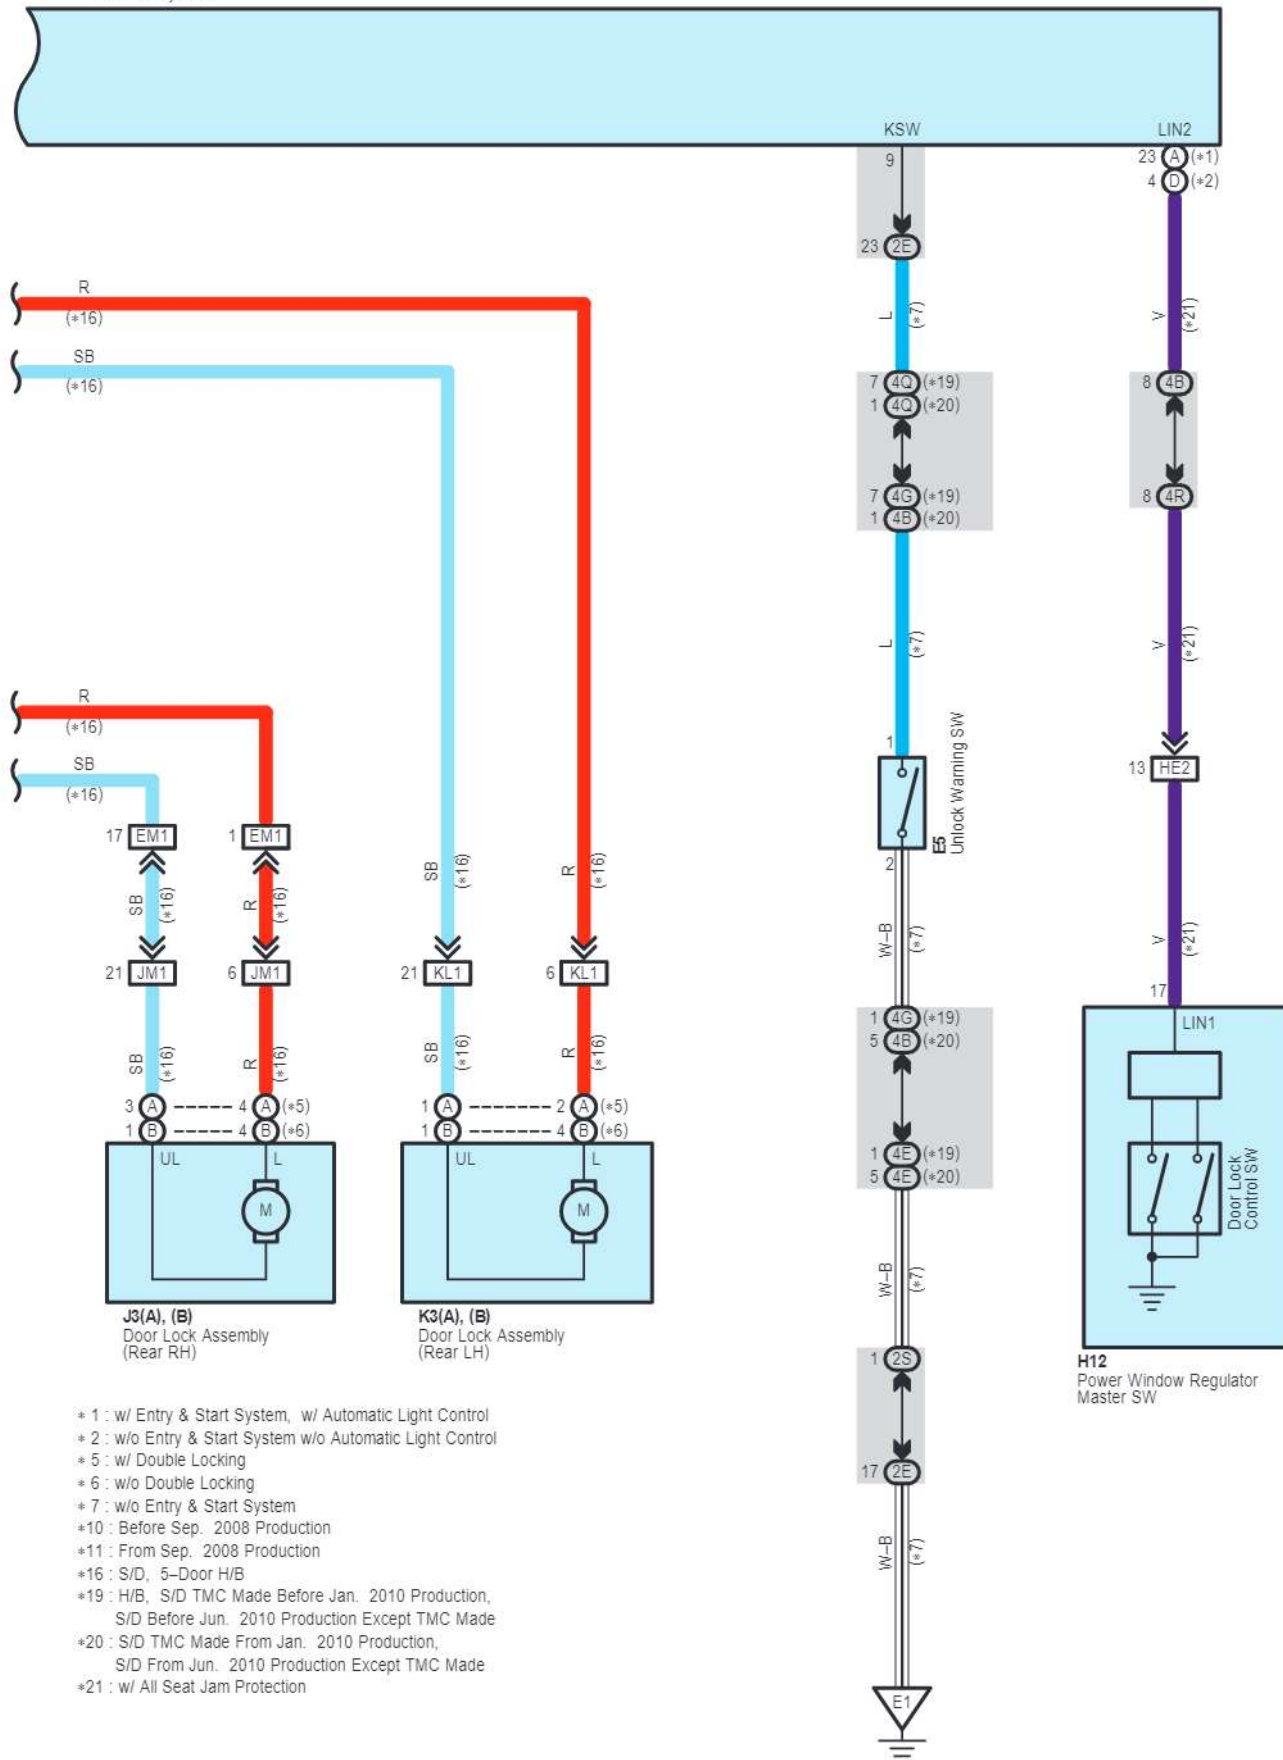 KSW LIN2
9 23 A (*1)
4 D (*2)
23 2E
R
(*16)
L (*7) V (*21)
SB
(*16)
7 4Q (*19) 8 4B
1 4Q (*20)
7 4G (*19) 8 4R
1 4B (*20)
L (*7) V (*21)
R
(*16)
1 Unlock Warning SW
SB
(*16)
13 HE2
17 EM1 1 EM1
E5
2
SB (*16) R (*16) SB (*16) R (*16)
W–B (*7) V (*21)
21 JM1 6 JM1 21 KL1 6 KL1
17
1 4G (*19) LIN1
5 4B (*20)
SB (*16) R (*16) SB (*16) R (*16)
3 A 4 A (*5) 1 A 2 A (*5)
1 B 4 B (*6) 1 B 4 B (*6)
UL L UL L
1 4E (*19)
5 4E (*20)
M M
Door Lock
Control SW
W–B (*7)
J3(A), (B)
Door Lock Assembly
(Rear RH)
K3(A), (B)
Door Lock Assembly
(Rear LH)
1 2S
H12
Power Window Regulator
Master SW
17 2E
W–B (*7)
E1
* 1 : w/ Entry & Start System, w/ Automatic Light Control
* 2 : w/o Entry & Start System w/o Automatic Light Control
* 5 : w/ Double Locking
* 6 : w/o Double Locking
* 7 : w/o Entry & Start System
*10 : Before Sep. 2008 Production
*11 : From Sep. 2008 Production
*16 : S/D, 5–Door H/B
*19 : H/B, S/D TMC Made Before Jan. 2010 Production,
S/D Before Jun. 2010 Production Except TMC Made
*20 : S/D TMC Made From Jan. 2010 Production,
S/D From Jun. 2010 Production Except TMC Made
*21 : w/ All Seat Jam Protection